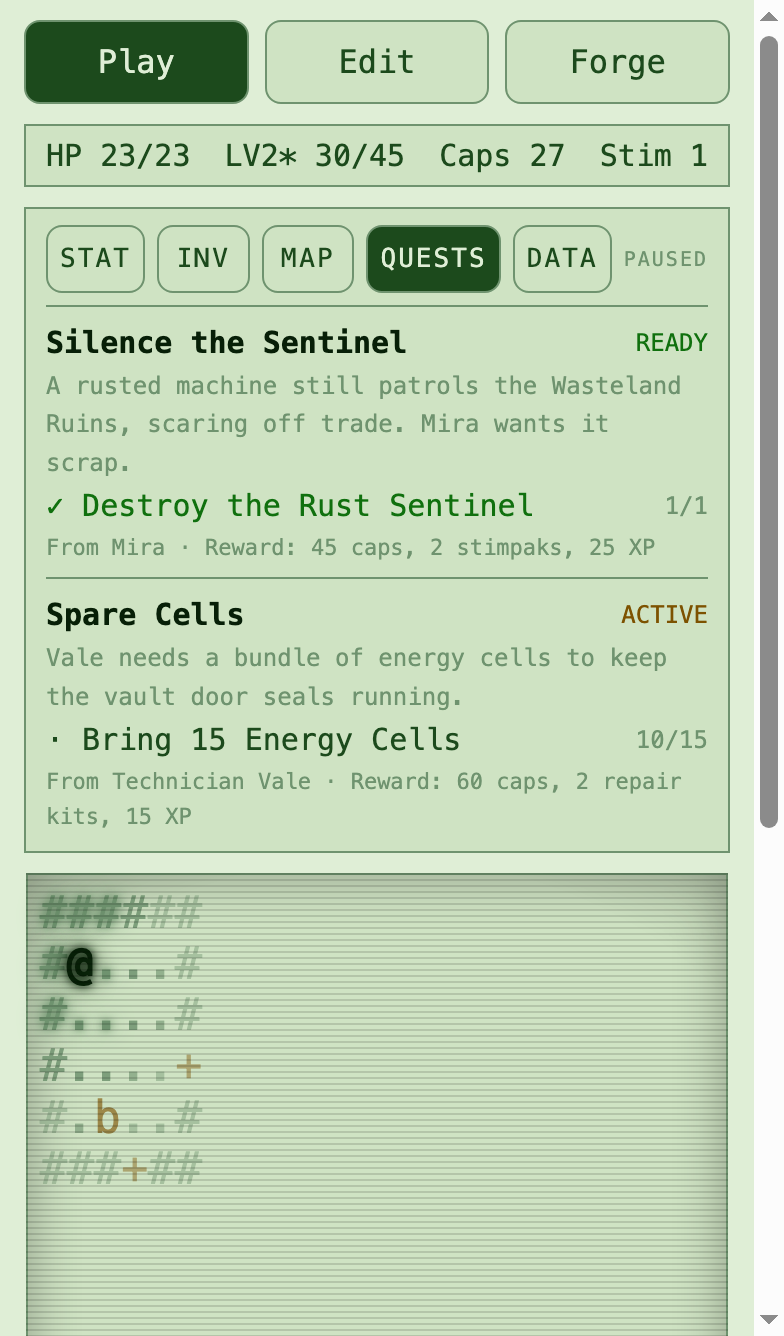 Play Edit Forge
HP 23/23 LV2* 30/45 Caps 27 Stim 1
STAT INV MAP QUESTS DATA PAUSED
Silence the Sentinel READY
A rusted machine still patrols the Wasteland
Ruins, scaring off trade. Mira wants it
scrap.
✓ Destroy the Rust Sentinel 1/1
From Mira · Reward: 45 caps, 2 stimpaks, 25 XP
Spare Cells ACTIVE
Vale needs a bundle of energy cells to keep
the vault door seals running.
· Bring 15 Energy Cells 10/15
From Technician Vale · Reward: 60 caps, 2 repair
kits, 15 XP
######
#@...#
#....#
#....+
#.b..#
###+##